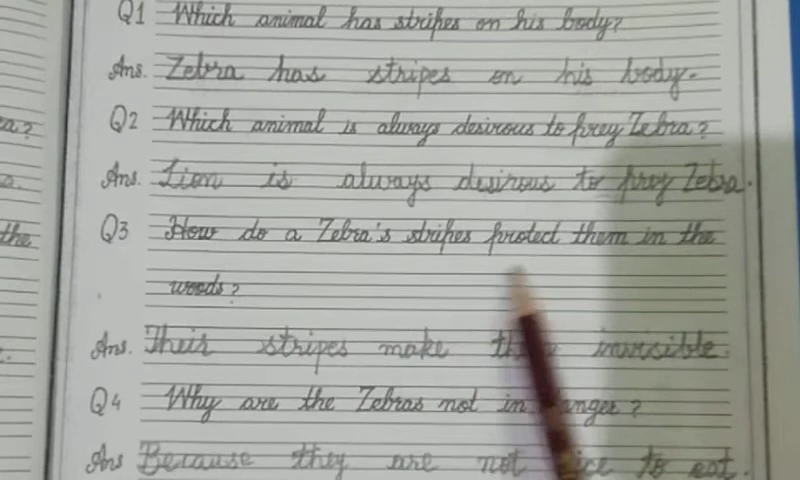 Q1 Which animal has stripes on his body?
Ans. Zebra has stripes on his body.
a? Q2 Which animal is always desirous to prey Zebra?
a. Ans. Lion is always desirous to prey Zebra.
the Q3 How do a Zebra's stripes protect them in the
woods?
Ans. Their stripes make invisible.
Q4 Why are the Zebras not in ?
Ans Because they are not to eat.